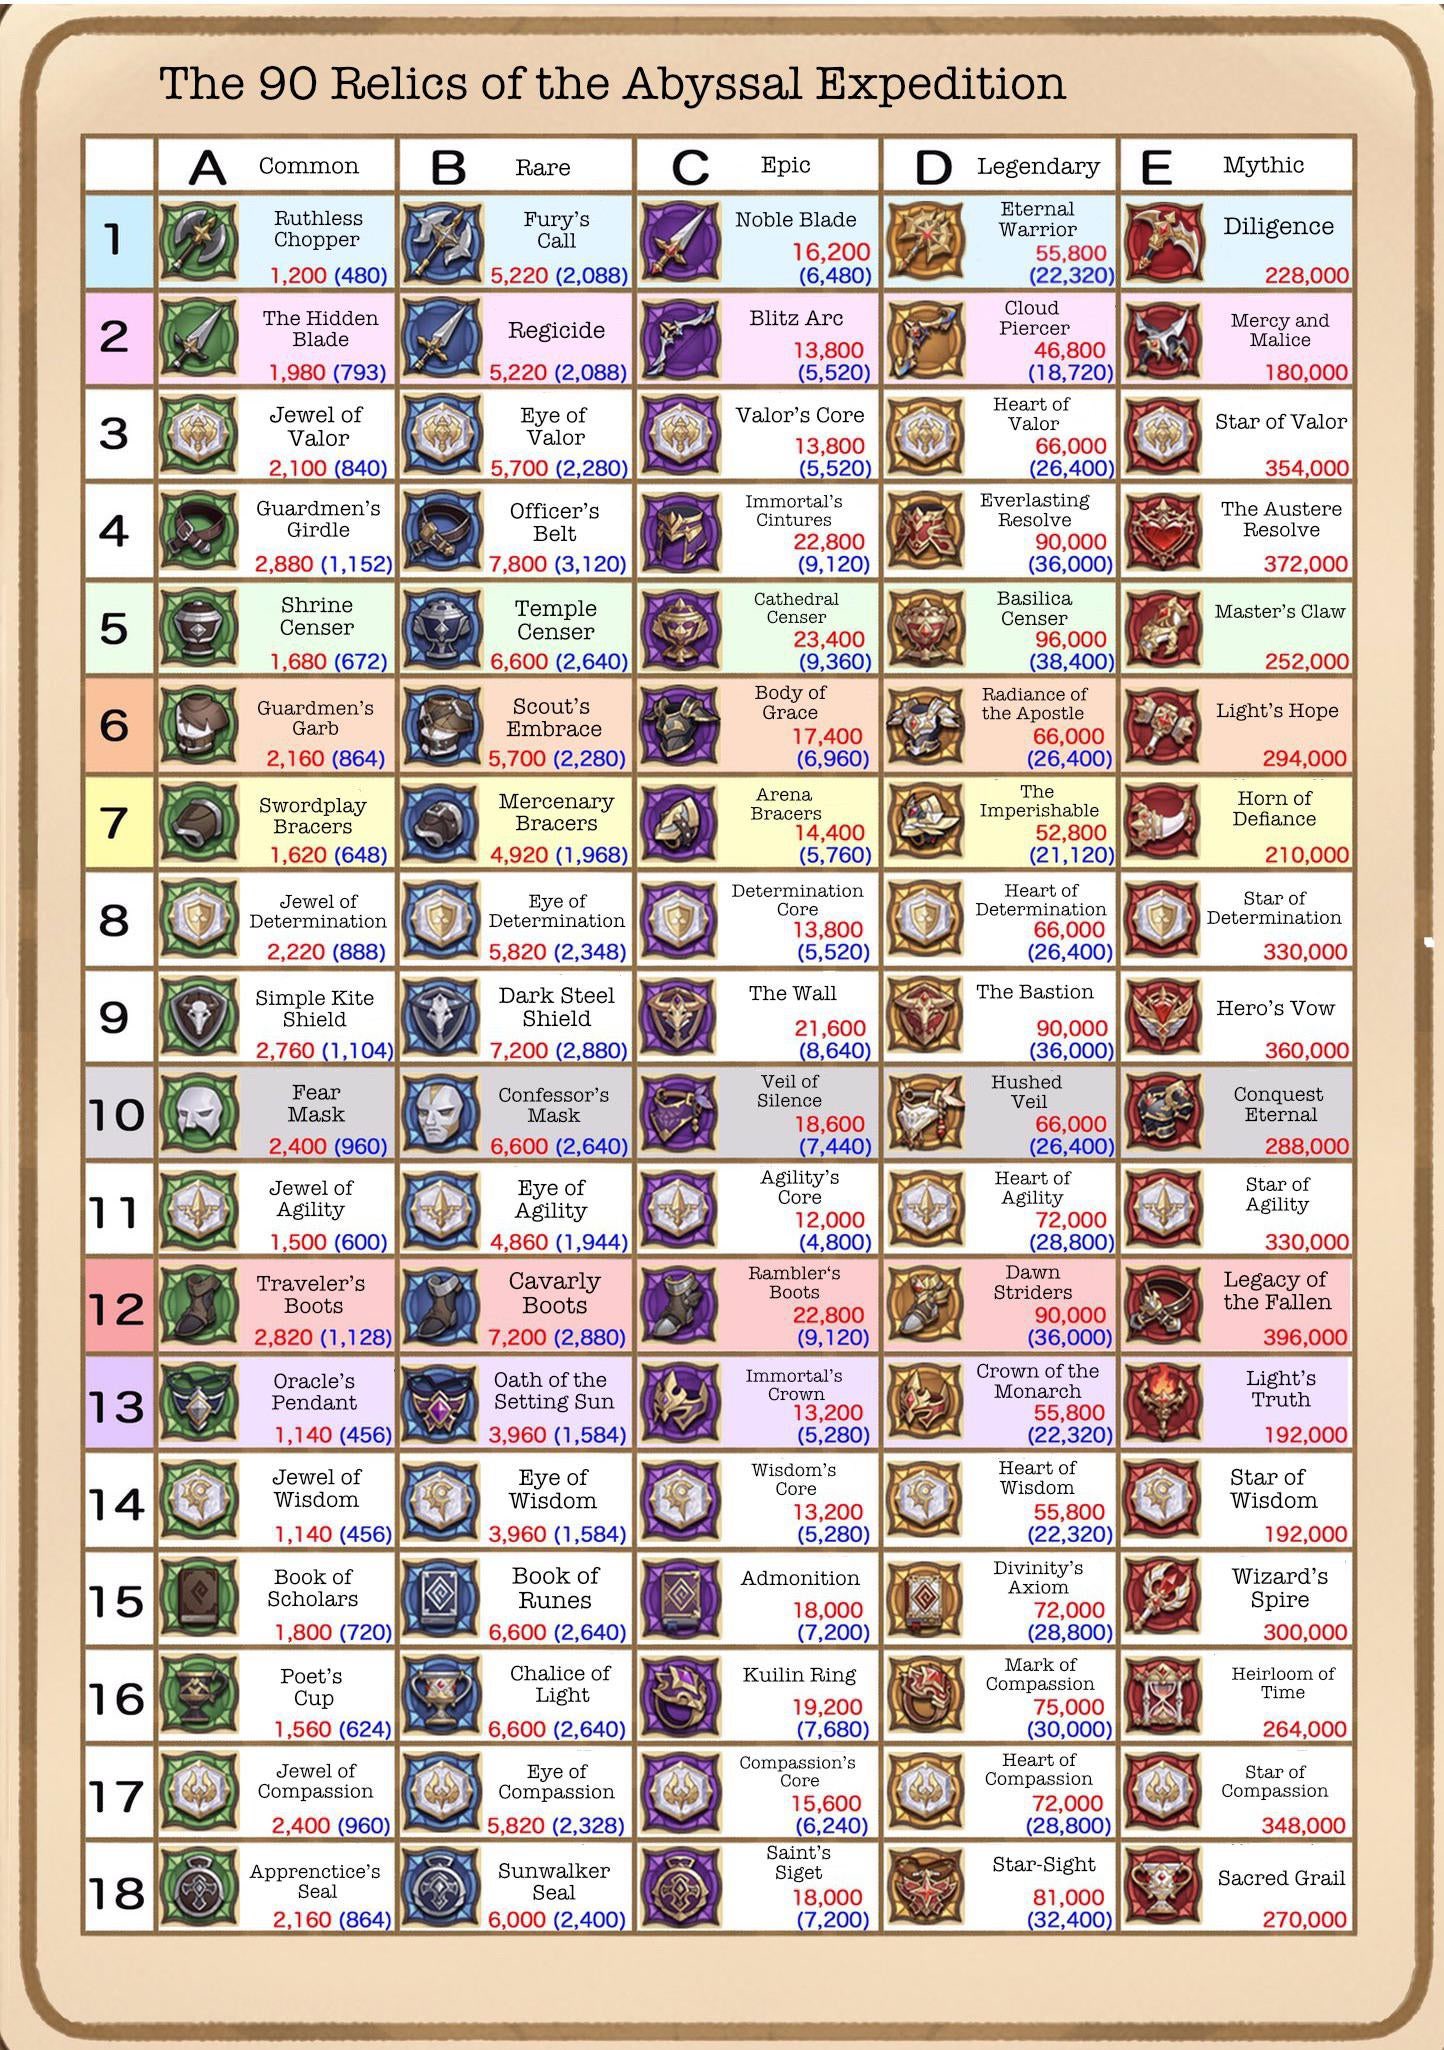 The 90 Relics of the Abyssal Expedition
A Common B Rare C Epic D Legendary E Mythic
1
Ruthless
Chopper
1,200 (480)
Fury's
Call
5,220 (2,088)
Noble Blade
16,200
(6,480)
Eternal
Warrior
55,800
(22,320)
Diligence
228,000
2
The Hidden
Blade
1,980 (793)
Regicide
5,220 (2,088)
Blitz Arc
13,800
(5,520)
Cloud
Piercer
46,800
(18,720)
Mercy and
Malice
180,000
3
Jewel of
Valor
2,100 (840)
Eye of
Valor
5,700 (2,280)
Valor's Core
13,800
(5,520)
Heart of
Valor
66,000
(26,400)
Star of Valor
354,000
4
Guardmen's
Girdle
2,880 (1,152)
Officer's
Belt
7,800 (3,120)
Immortal's
Cintures
22,800
(9,120)
Everlasting
Resolve
90,000
(36,000)
The Austere
Resolve
372,000
5
Shrine
Censer
1,680 (672)
Temple
Censer
6,600 (2,640)
Cathedral
Censer
23,400
(9,360)
Basilica
Censer
96,000
(38,400)
Master's Claw
252,000
6
Guardmen's
Garb
2,160 (864)
Scout's
Embrace
5,700 (2,280)
Body of
Grace
17,400
(6,960)
Radiance of
the Apostle
66,000
(26,400)
Light's Hope
294,000
7
Swordplay
Bracers
1,620 (648)
Mercenary
Bracers
4,920 (1,968)
Arena
Bracers
14,400
(5,760)
The
Imperishable
52,800
(21,120)
Horn of
Defiance
210,000
8
Jewel of
Determination
2,220 (888)
Eye of
Determination
5,820 (2,348)
Determination
Core
13,800
(5,520)
Heart of
Determination
66,000
(26,400)
Star of
Determination
330,000
9
Simple Kite
Shield
2,760 (1,104)
Dark Steel
Shield
7,200 (2,880)
The Wall
21,600
(8,640)
The Bastion
90,000
(36,000)
Hero's Vow
360,000
10
Fear
Mask
2,400 (960)
Confessor's
Mask
6,600 (2,640)
Veil of
Silence
18,600
(7,440)
Hushed
Veil
66,000
(26,400)
Conquest
Eternal
288,000
11
Jewel of
Agility
1,500 (600)
Eye of
Agility
4,860 (1,944)
Agility's
Core
12,000
(4,800)
Heart of
Agility
72,000
(28,800)
Star of
Agility
330,000
12
Traveler's
Boots
2,820 (1,128)
Cavarly
Boots
7,200 (2,880)
Rambler's
Boots
22,800
(9,120)
Dawn
Striders
90,000
(36,000)
Legacy of
the Fallen
396,000
13
Oracle's
Pendant
1,140 (456)
Oath of the
Setting Sun
3,960 (1,584)
Immortal's
Crown
13,200
(5,280)
Crown of the
Monarch
55,800
(22,320)
Light's
Truth
192,000
14
Jewel of
Wisdom
1,140 (456)
Eye of
Wisdom
3,960 (1,584)
Wisdom's
Core
13,200
(5,280)
Heart of
Wisdom
55,800
(22,320)
Star of
Wisdom
192,000
15
Book of
Scholars
1,800 (720)
Book of
Runes
6,600 (2,640)
Admonition
18,000
(7,200)
Divinity's
Axiom
72,000
(28,800)
Wizard's
Spire
300,000
16
Poet's
Cup
1,560 (624)
Chalice of
Light
6,600 (2,640)
Kuilin Ring
19,200
(7,680)
Mark of
Compassion
75,000
(30,000)
Heirloom of
Time
264,000
17
Jewel of
Compassion
2,400 (960)
Eye of
Compassion
5,820 (2,328)
Compassion's
Core
15,600
(6,240)
Heart of
Compassion
72,000
(28,800)
Star of
Compassion
348,000
18
Apprenctice's
Seal
2,160 (864)
Sunwalker
Seal
6,000 (2,400)
Saint's
Siget
18,000
(7,200)
Star-Sight
81,000
(32,400)
Sacred Grail
270,000